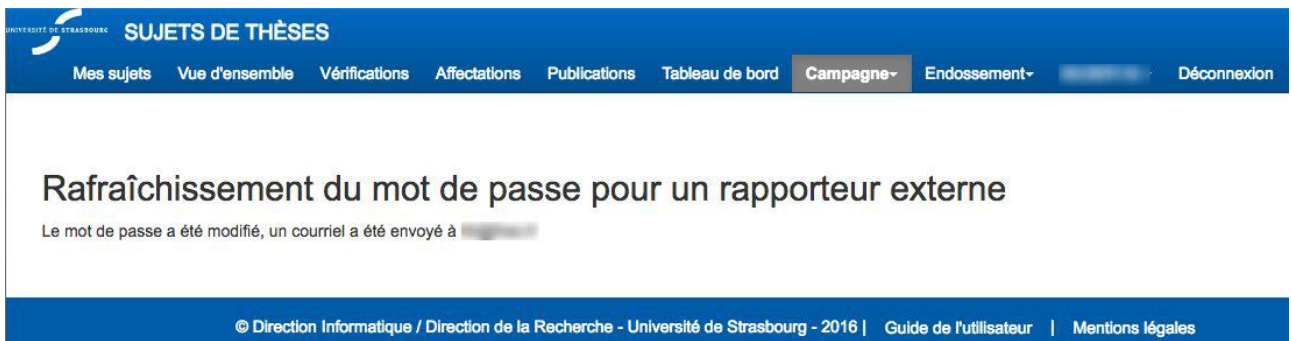 UNIVERSITÉ DE STRASBOURG
SUJETS DE THÈSES
Mes sujets Vue d'ensemble Vérifications Affectations Publications Tableau de bord Campagne Endossement Déconnexion
Rafraîchissement du mot de passe pour un rapporteur externe
Le mot de passe a été modifié, un courriel a été envoyé à
© Direction Informatique / Direction de la Recherche - Université de Strasbourg - 2016 | Guide de l'utilisateur | Mentions légales